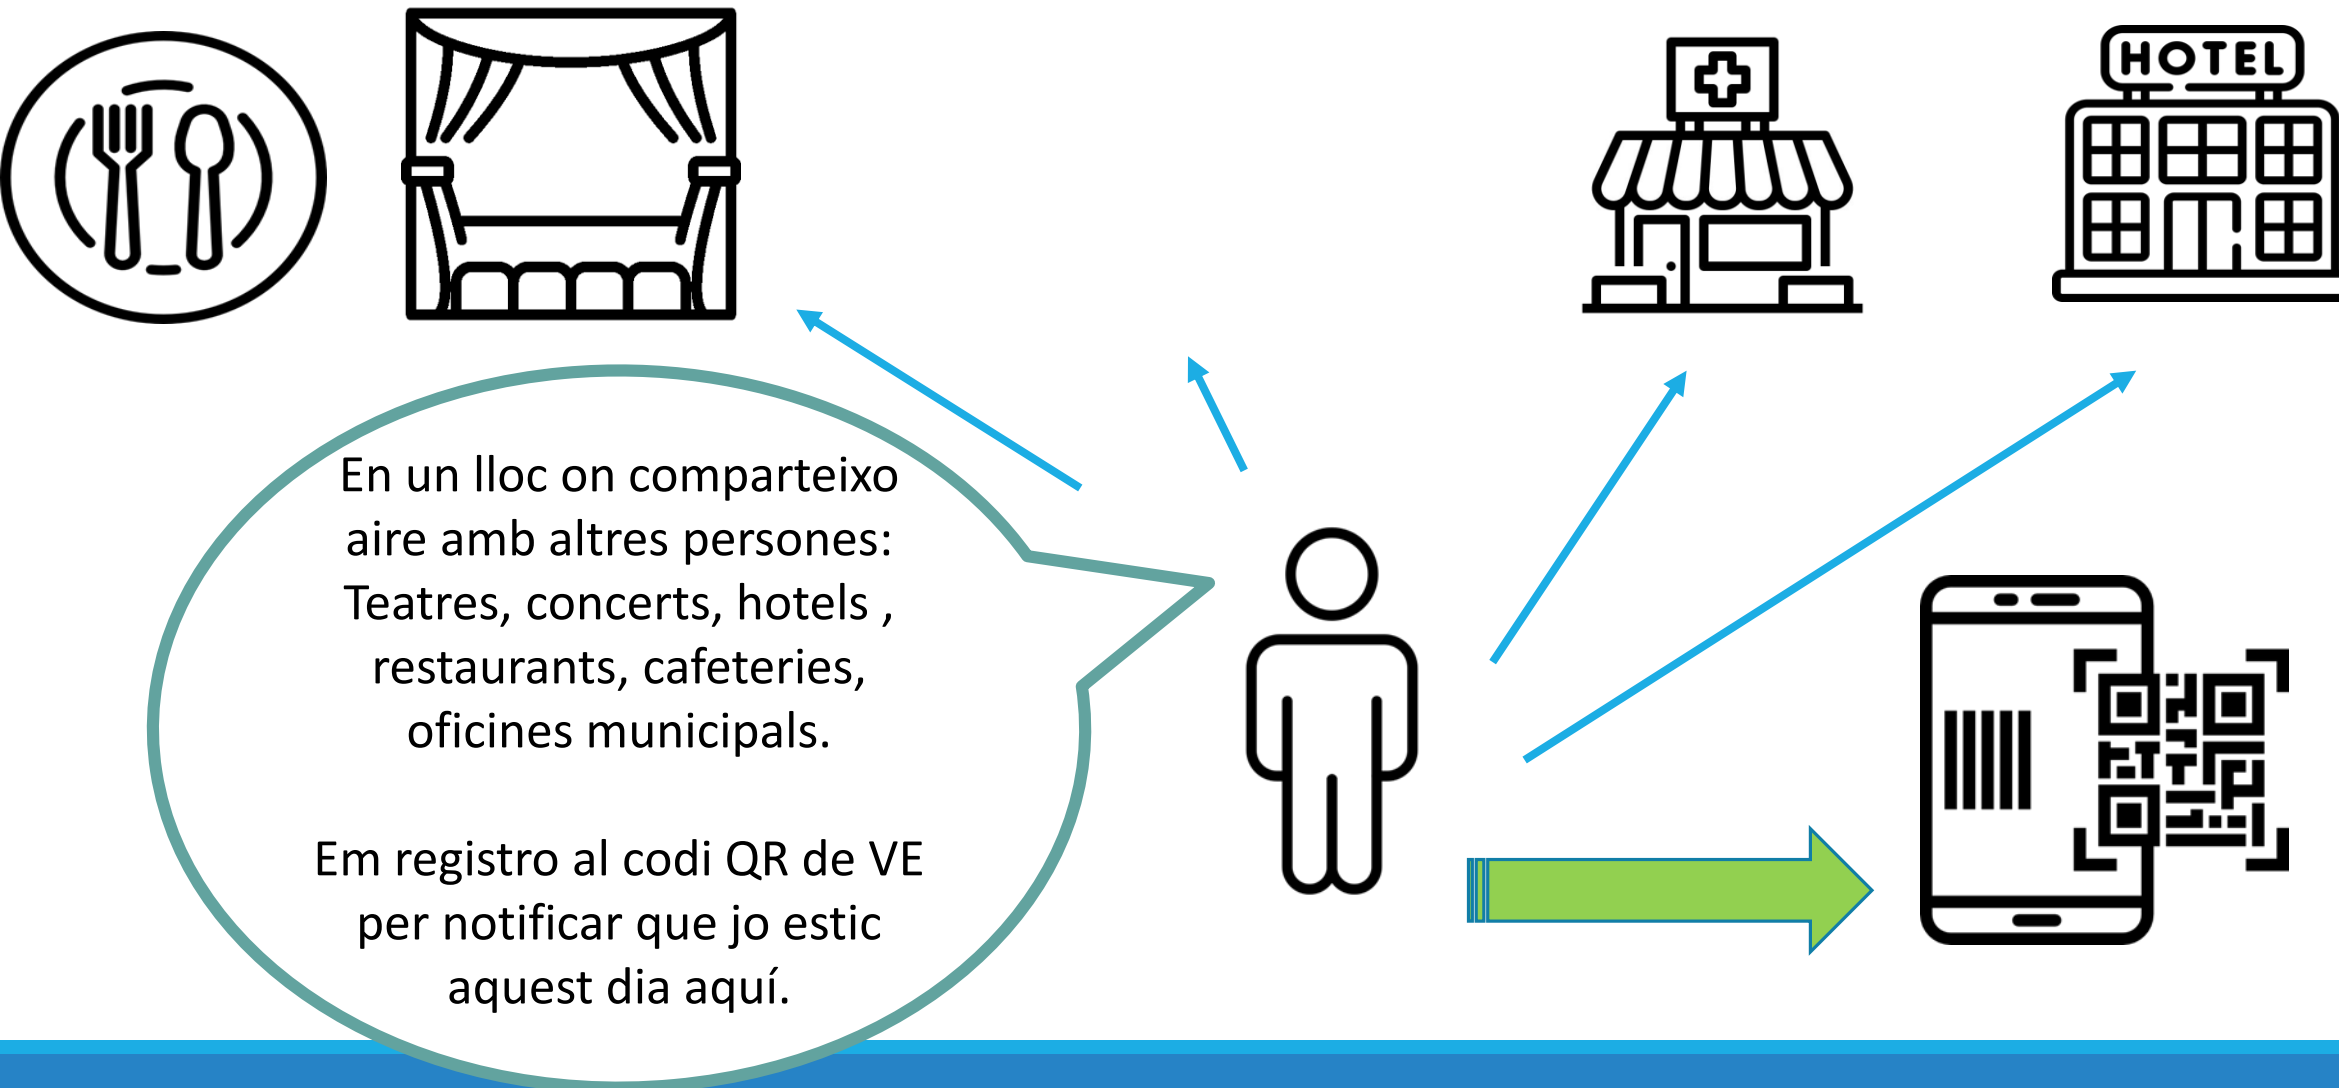 HOTEL
En un lloc on comparteixo
aire amb altres persones:
Teatres, concerts, hotels ,
restaurants, cafeteries,
oficines municipals.
Em registro al codi QR de VE
per notificar que jo estic
aquest dia aquí.